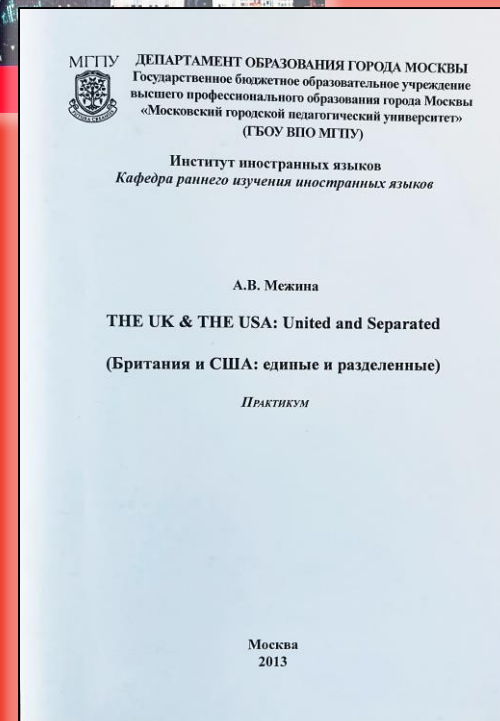 МГПУ
ДЕПАРТАМЕНТ ОБРАЗОВАНИЯ ГОРОДА МОСКВЫ
Государственное бюджетное образовательное учреждение
высшего профессионального образования города Москвы
«Московский городской педагогический университет»
(ГБОУ ВПО МГПУ)
Институт иностранных языков
Кафедра раннего изучения иностранных языков
А.В. Межина
THE UK & THE USA: United and Separated
(Британия и США: единые и разделенные)
Практикум
Москва
2013